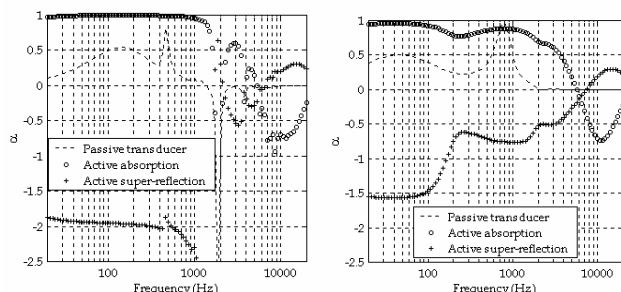 1
0.5
0
-0.5
-1
-1.5
-2
-2.5
α
Passive transducer
Active absorption
Active super-reflection
100
1000
10000
Frequency (Hz)
1
0.5
0
-0.5
-1
-1.5
-2
-2.5
α
Passive transducer
Active absorption
Active super-reflection
100
1000
10000
Frequency (Hz)